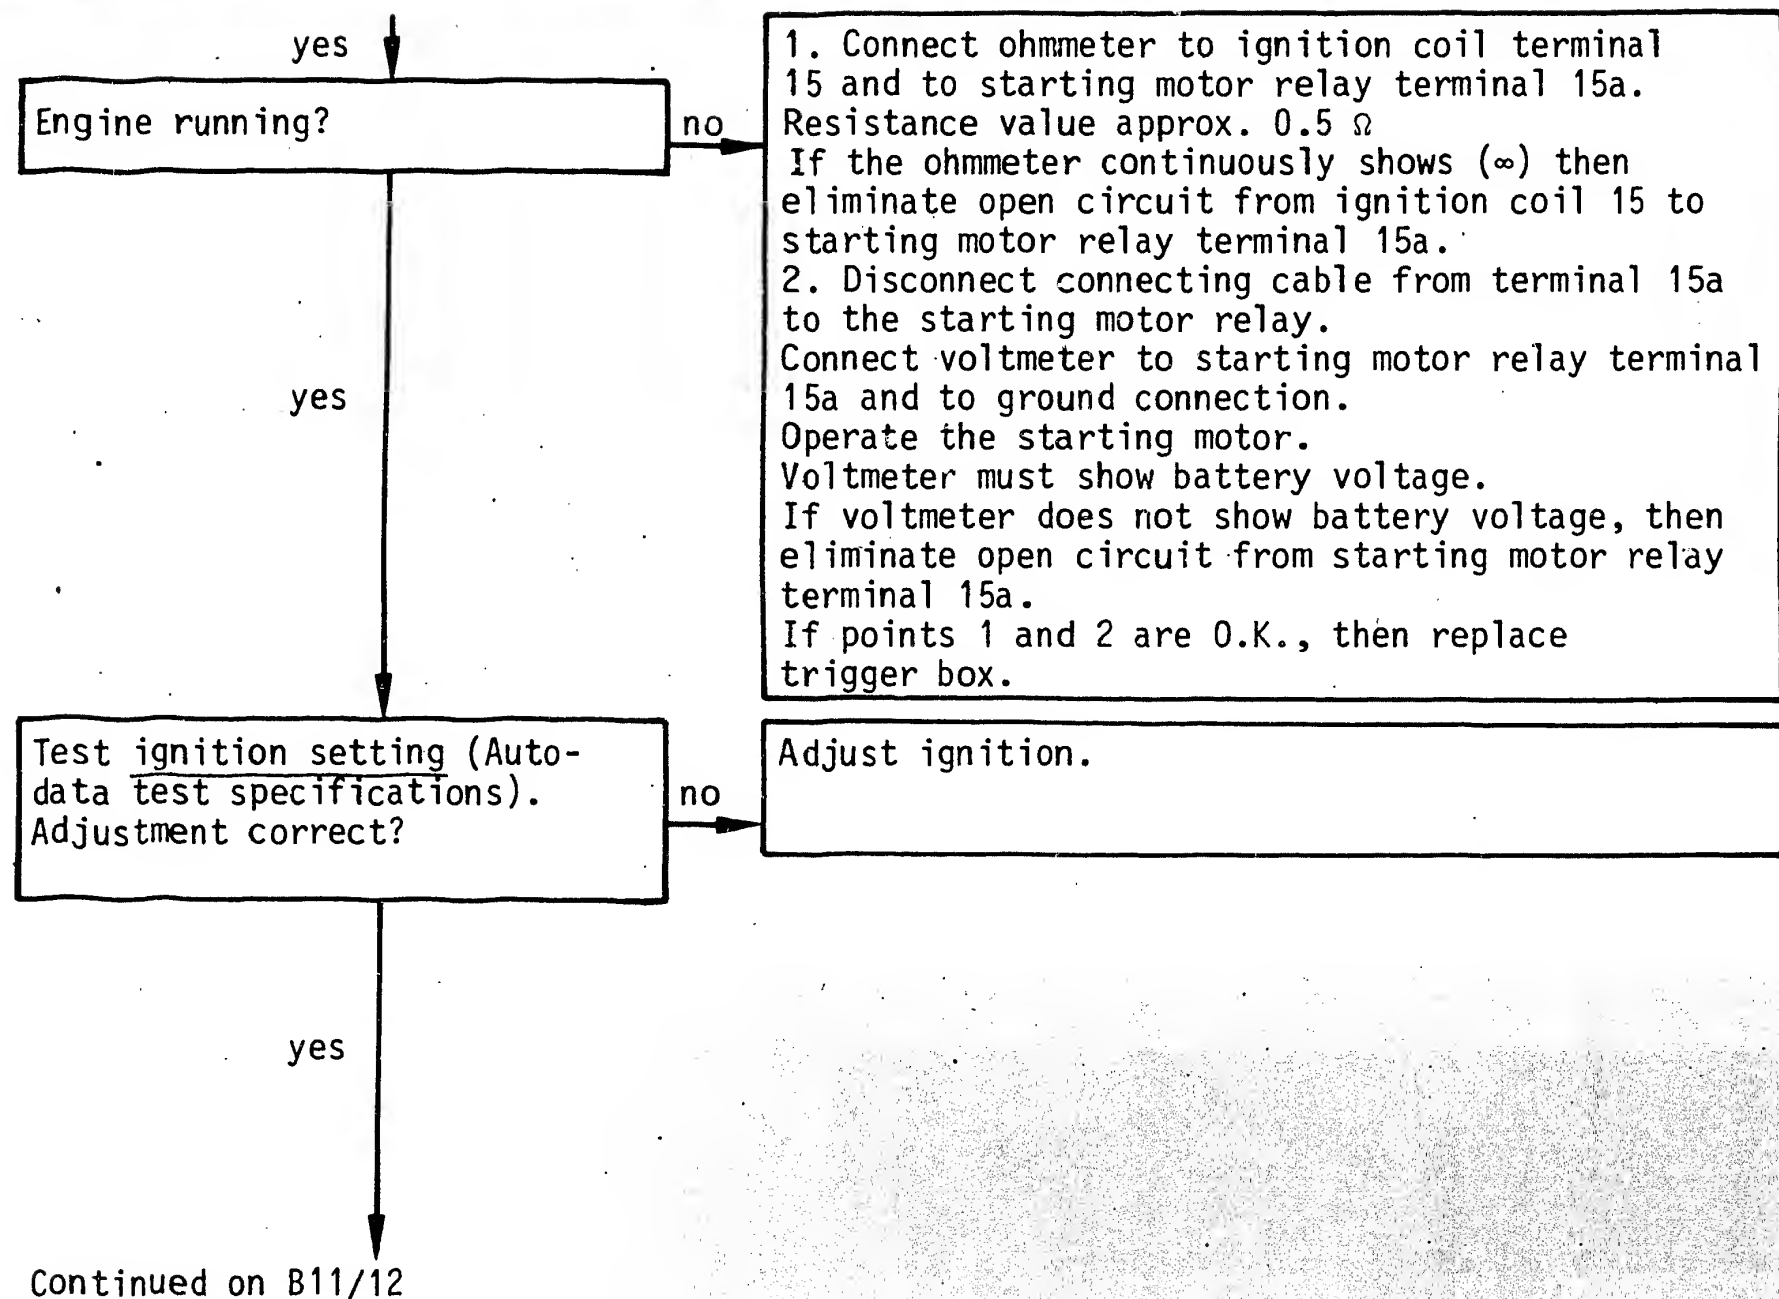 yes
Engine running?
no
1. Connect ohmmeter to ignition coil terminal
15 and to starting motor relay terminal 15a.
Resistance value approx. 0.5 Ω
If the ohmmeter continuously shows (∞) then
eliminate open circuit from ignition coil 15 to
starting motor relay terminal 15a.
2. Disconnect connecting cable from terminal 15a
to the starting motor relay.
Connect voltmeter to starting motor relay terminal
15a and to ground connection.
Operate the starting motor.
Voltmeter must show battery voltage.
If voltmeter does not show battery voltage, then
eliminate open circuit from starting motor relay
terminal 15a.
If points 1 and 2 are O.K., then replace
trigger box.
yes
Test ignition setting (Auto-
data test specifications).
Adjustment correct?
no
Adjust ignition.
yes
Continued on B11/12